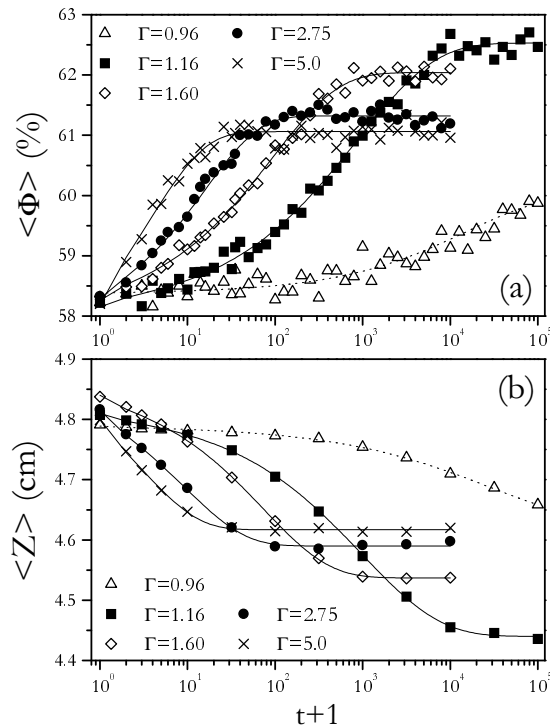 63
62
61
60
59
58
<Φ> (%)
Γ=0.96 Γ=2.75
Γ=1.16 Γ=5.0
Γ=1.60
(a)
10⁰ 10¹ 10² 10³ 10⁴ 10⁵
4.9
4.8
4.7
4.6
4.5
4.4
<Z> (cm)
(b)
Γ=0.96
Γ=1.16 Γ=2.75
Γ=1.60 Γ=5.0
10⁰ 10¹ 10² 10³ 10⁴ 10⁵
t+1